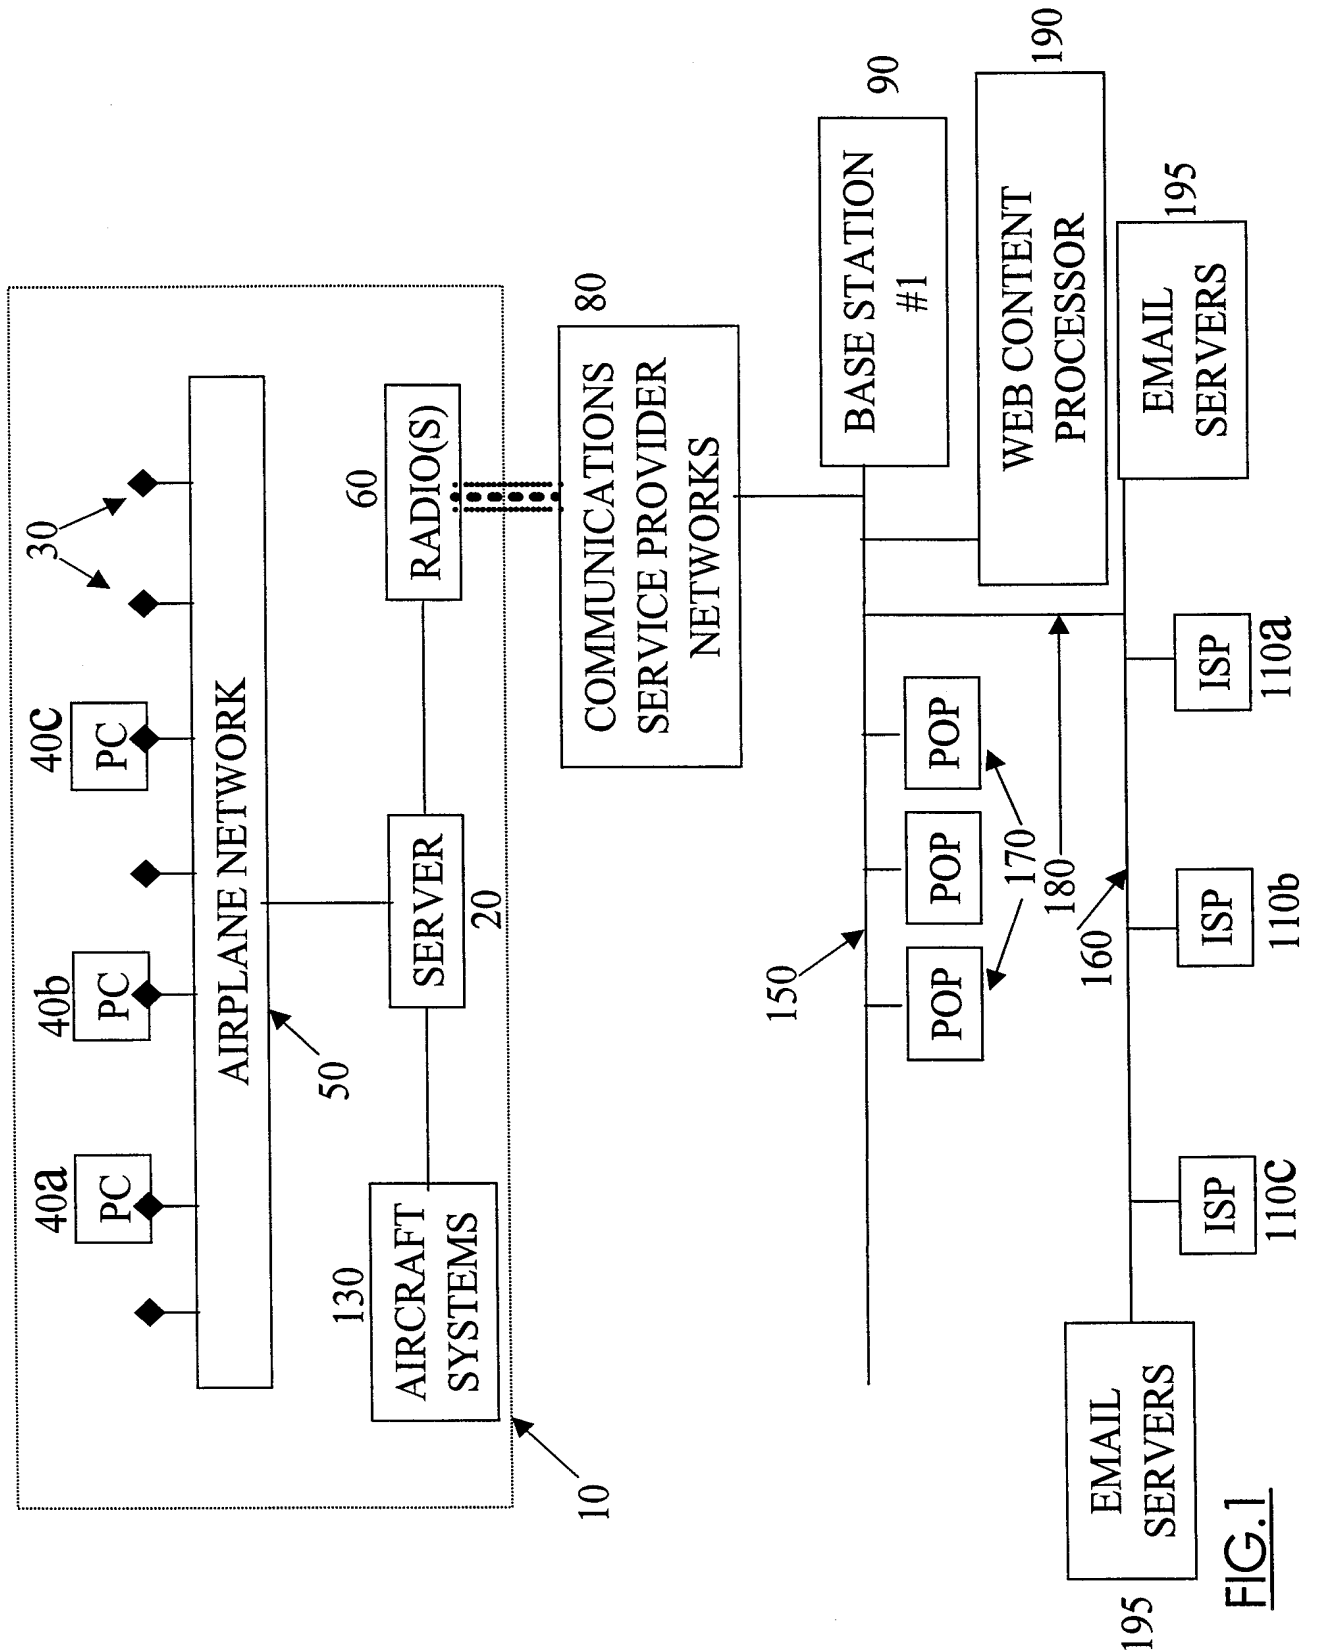 30
40a
40b
40c
PC
PC
PC
AIRPLANE NETWORK
50
130
60
AIRCRAFT
SYSTEMS
SERVER
RADIO(S)
20
10
80
COMMUNICATIONS
SERVICE PROVIDER
NETWORKS
150
90
BASE STATION
#1
POP
POP
POP
170
180
190
WEB CONTENT
PROCESSOR
160
195
EMAIL
SERVERS
EMAIL
SERVERS
195
ISP
ISP
ISP
110c
110b
110a
FIG.1